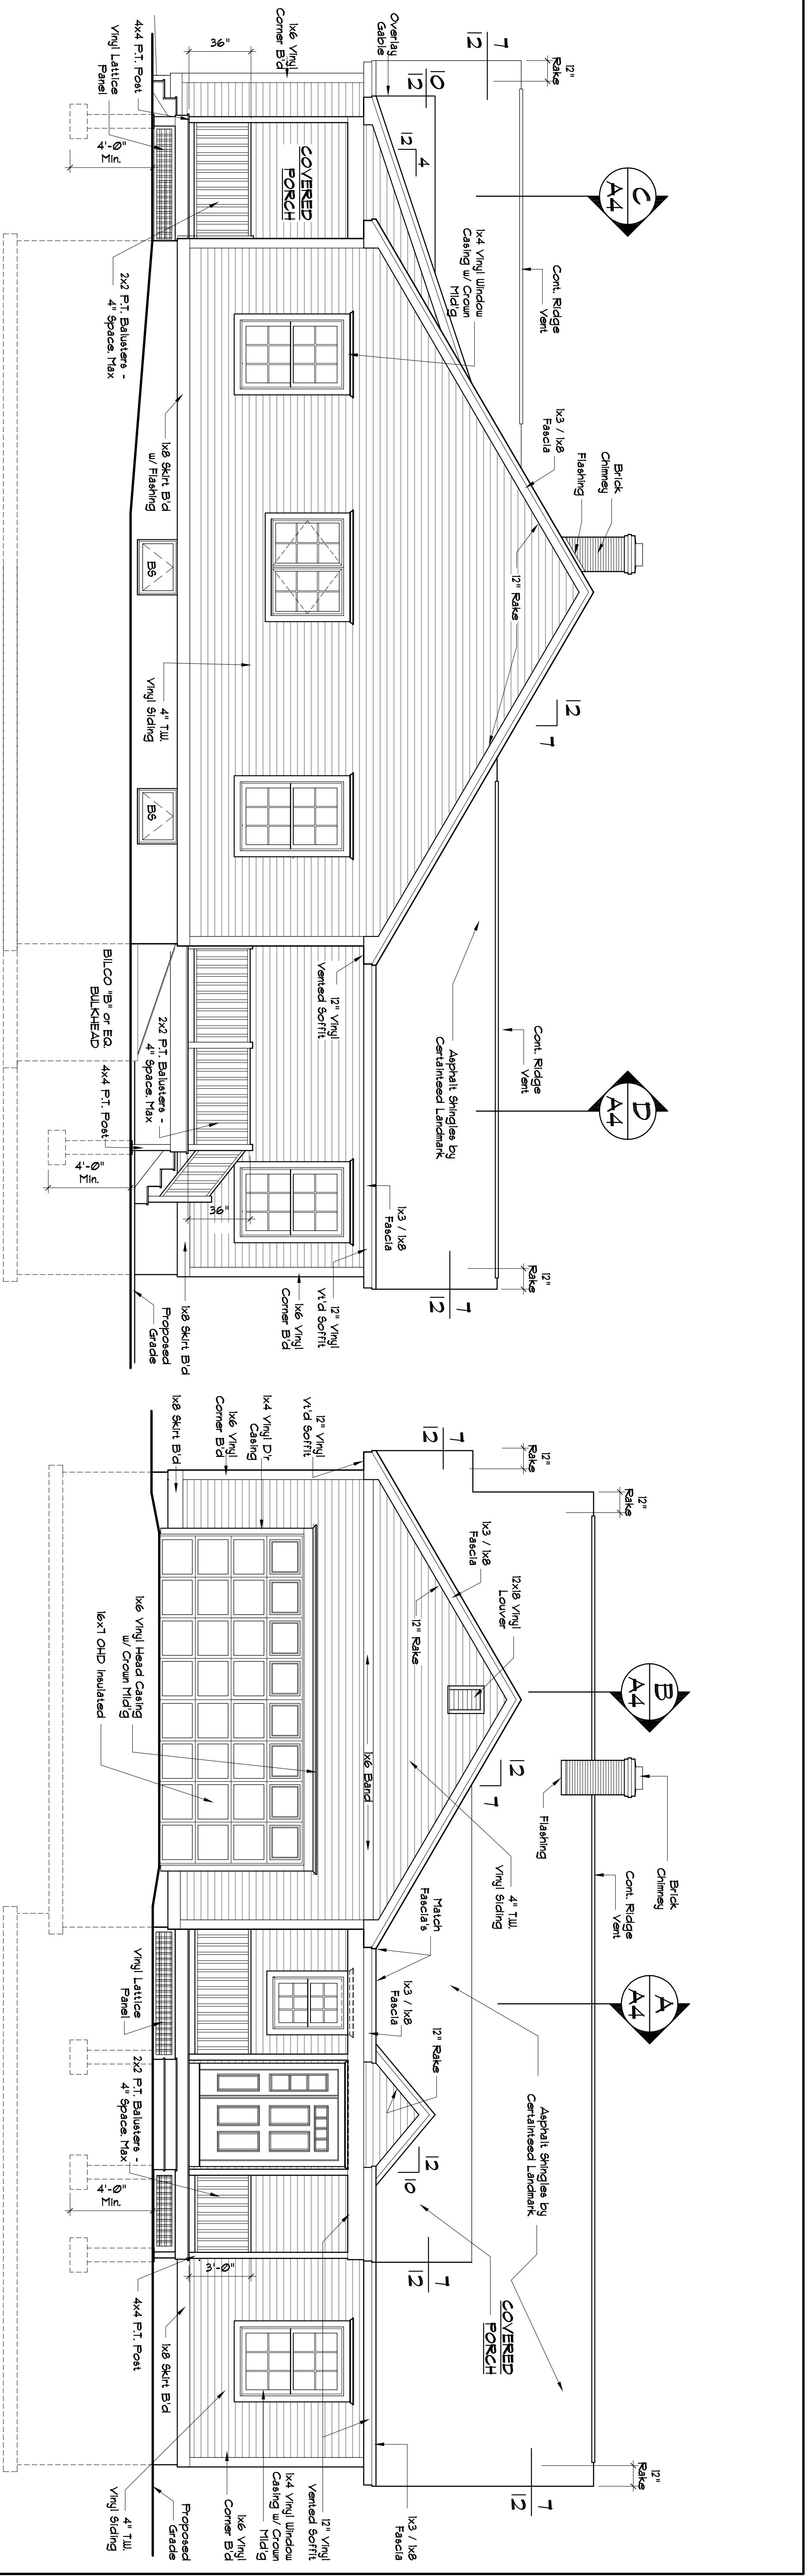 12"
Rake
7
12
Overlay
Gable
10
12
4
12
1x6 Vinyl
Corner B'd
36"
4x4 P.T. Post
Vinyl Lattice
Panel
4'-0"
Min.
COVERED
PORCH
2x2 P.T. Balusters -
4" Space. Max
C
A4
Cont. Ridge
Vent
1x4 Vinyl Window
Casing w/ Crown
Mld'g
1x3 / 1x8
Fascia
Brick
Chimney
Flashing
12" Rake
1x8 Skirt B'd
w/ Flashing
BS
4" T.W.
Vinyl Siding
BS
12
7
Asphalt Shingles by
Certainteed Landmark
Cont. Ridge
Vent
D
A4
12" Vinyl
Vented Soffit
BILCO "B" or EQ.
BULKHEAD
2x2 P.T. Balusters -
4" Space. Max
4x4 P.T. Post
4'-0"
Min.
36"
1x3 / 1x8
Fascia
12"
Rake
7
12
12" Vinyl
Vt'd Soffit
1x6 Vinyl
Corner B'd
1x8 Skirt B'd
Proposed
Grade
12"
Rake
12"
Rake
7
12
12" Vinyl
Vt'd Soffit
1x4 Vinyl D'r
Casing
1x6 Vinyl
Corner B'd
1x8 Skirt B'd
1x3 / 1x8
Fascia
12x18 Vinyl
Louver
12" Rake
1x6 Band
1x6 Vinyl Head Casing
w/ Crown Mld'g
16x7 OHD Insulated
B
A4
12
7
Brick
Chimney
Flashing
Cont. Ridge
Vent
4" T.W.
Vinyl Siding
Match
Fascia's
1x3 / 1x8
Fascia
12" Rake
A
A4
Asphalt Shingles by
Certainteed Landmark
12
10
7
12
COVERED
PORCH
Vinyl Lattice
Panel
2x2 P.T. Balusters -
4" Space. Max
4'-0"
Min.
3'-0"
4x4 P.T. Post
1x8 Skirt B'd
12"
Rake
7
12
1x3 / 1x8
Fascia
12" Vinyl
Vented Soffit
1x4 Vinyl Window
Casing w/ Crown
Mld'g
1x6 Vinyl
Corner B'd
4" T.W.
Vinyl Siding
Proposed
Grade